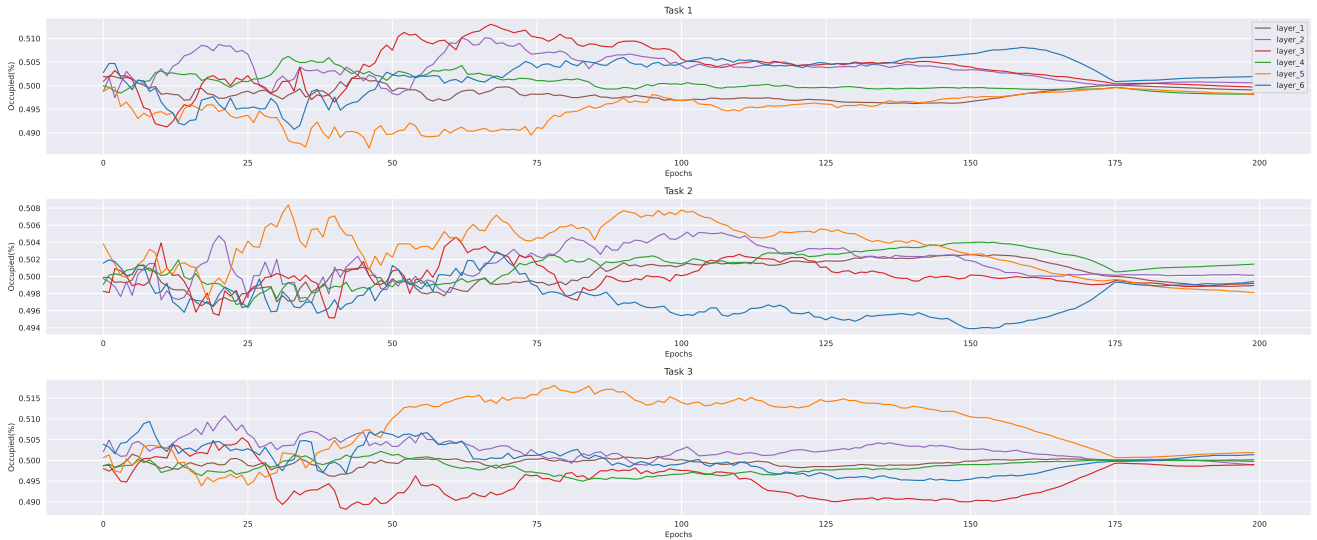 Task 1
Occupied(%)
0.510
0.505
0.500
0.495
0.490
layer_1
layer_2
layer_3
layer_4
layer_5
layer_6
0 25 50 75 100 125 150 175 200
Epochs
Task 2
Occupied(%)
0.508
0.506
0.504
0.502
0.500
0.498
0.496
0.494
0 25 50 75 100 125 150 175 200
Epochs
Task 3
Occupied(%)
0.515
0.510
0.505
0.500
0.495
0.490
0 25 50 75 100 125 150 175 200
Epochs